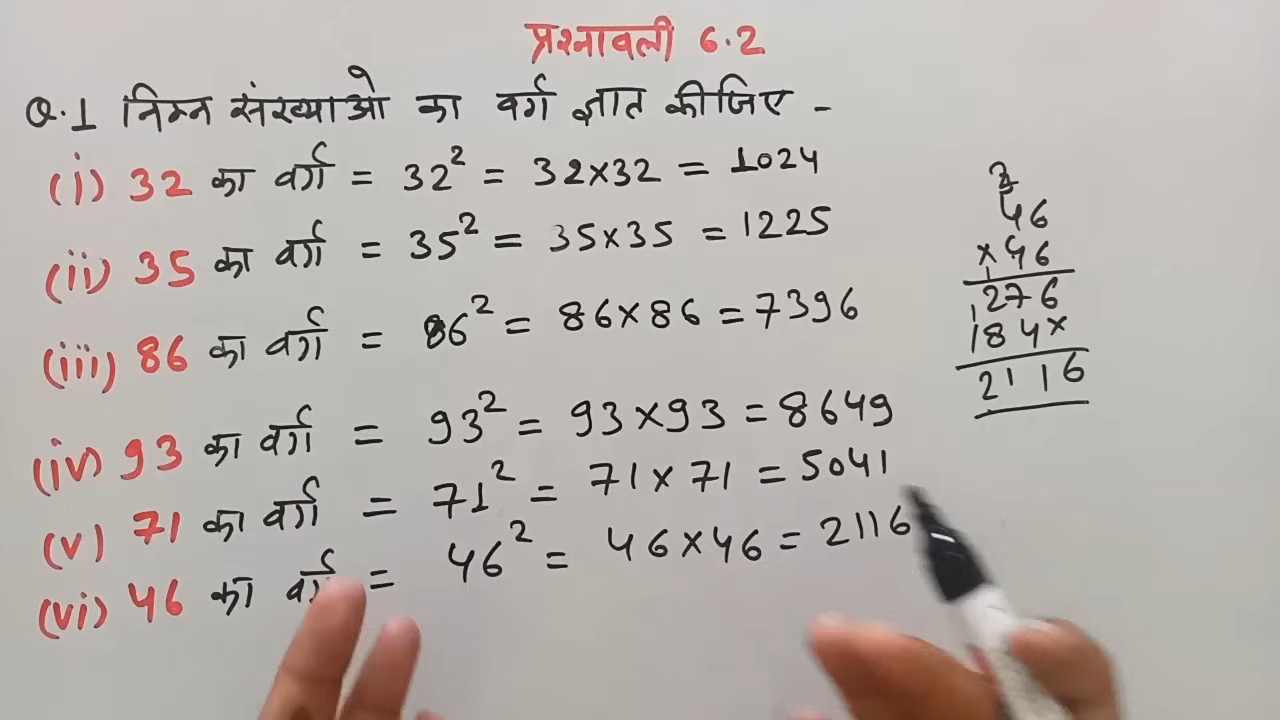 प्रश्नावली 6.2
Q.1 निम्न संख्याओ का वर्ग ज्ञात कीजिए -
(i) 32 का वर्ग = 32² = 32×32 = 1024
(ii) 35 का वर्ग = 35² = 35×35 = 1225
(iii) 86 का वर्ग = 86² = 86×86 = 7396
(iv) 93 का वर्ग = 93² = 93×93 = 8649
(v) 71 का वर्ग = 71² = 71×71 = 5041
(vi) 46 का वर्ग = 46² = 46×46 = 2116
46
×46
276
184×
2116